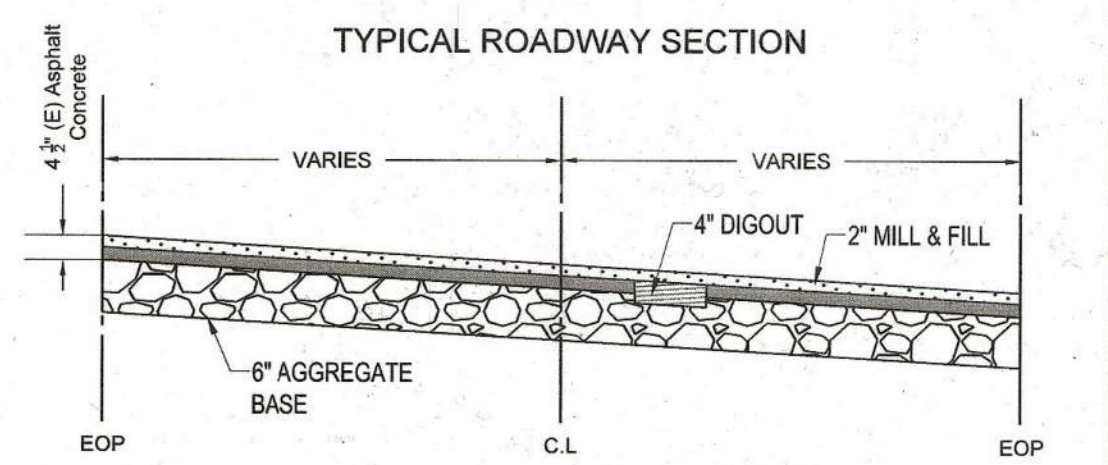 TYPICAL ROADWAY SECTION
4 1/2" (E) Asphalt
Concrete
VARIES
VARIES
4" DIGOUT
2" MILL & FILL
6" AGGREGATE
BASE
EOP
C.L
EOP